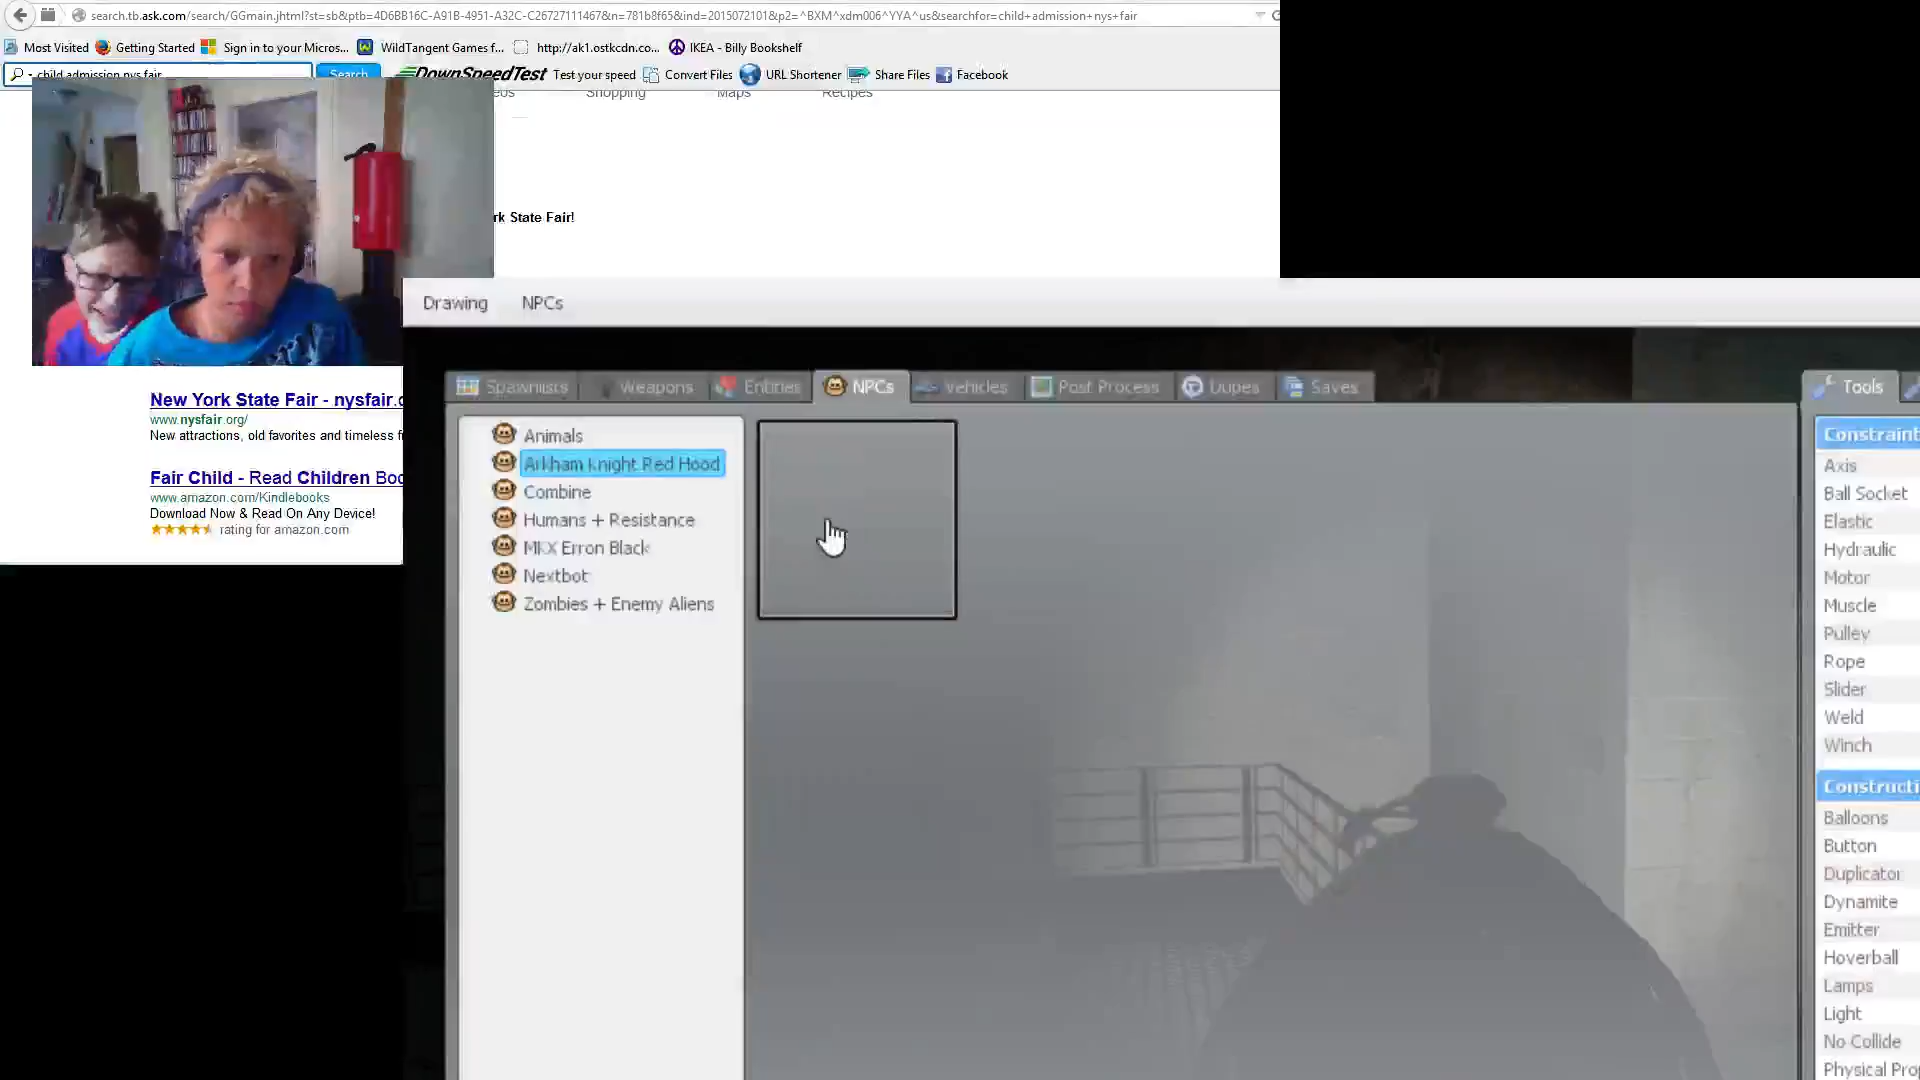 search.tb.ask.com/search/GGmain.jhtml?st=sb&ptb=4D6BB16C-A91B-4951-A32C-C26727111467&n=781b8f65&ind=2015072101&p2=^BXM^xdm006^YYA^us&searchfor=child+admission+nys+fair
Most Visited Getting Started Sign in to your Micros... WildTangent Games f... http://ak1.ostkcdn.co... IKEA - Billy Bookshelf
child admission nys fair Search DownSpeedTest Test your speed Convert Files URL Shortener Share Files Facebook
Shopping Maps Recipes
State Fair!
Drawing NPCs
Spawnlists Weapons Entities NPCs Vehicles Post Process Dupes Saves Tools
New York State Fair - nysfair.
www.nysfair.org/
New attractions, old favorites and timeless
Fair Child - Read Children
www.amazon.com/Kindlebooks
Download Now & Read On Any Device!
rating for amazon.com
Animals
Arkham Knight Red Hood
Combine
Humans + Resistance
MKX Erron Black
Nextbot
Zombies + Enemy Aliens
Constraint
Axis
Ball Socket
Elastic
Hydraulic
Motor
Muscle
Pulley
Rope
Slider
Weld
Winch
Constructi
Balloons
Button
Duplicator
Dynamite
Emitter
Hoverball
Lamps
Light
No Collide
Physical Pro